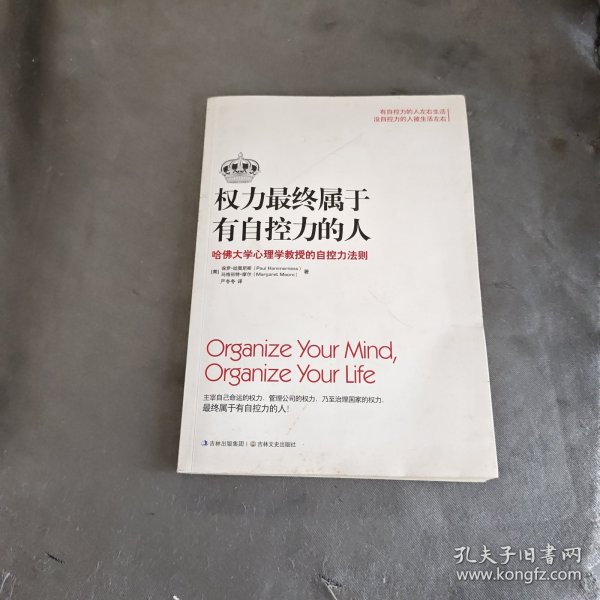 有自控力的人左右生活
没自控力的人被生活左右
权力最终属于
有自控力的人
哈佛大学心理学教授的自控力法则
[美] 保罗·哈蒙尼斯（Paul Hammerness） 著
玛格丽特·摩尔（Margaret Moore）
严冬冬 译
Organize Your Mind,
Organize Your Life
主宰自己命运的权力，管理公司的权力，乃至治理国家的权力，
最终属于有自控力的人！
吉林出版集团 吉林文史出版社
孔夫子旧书网
www.kongfz.com